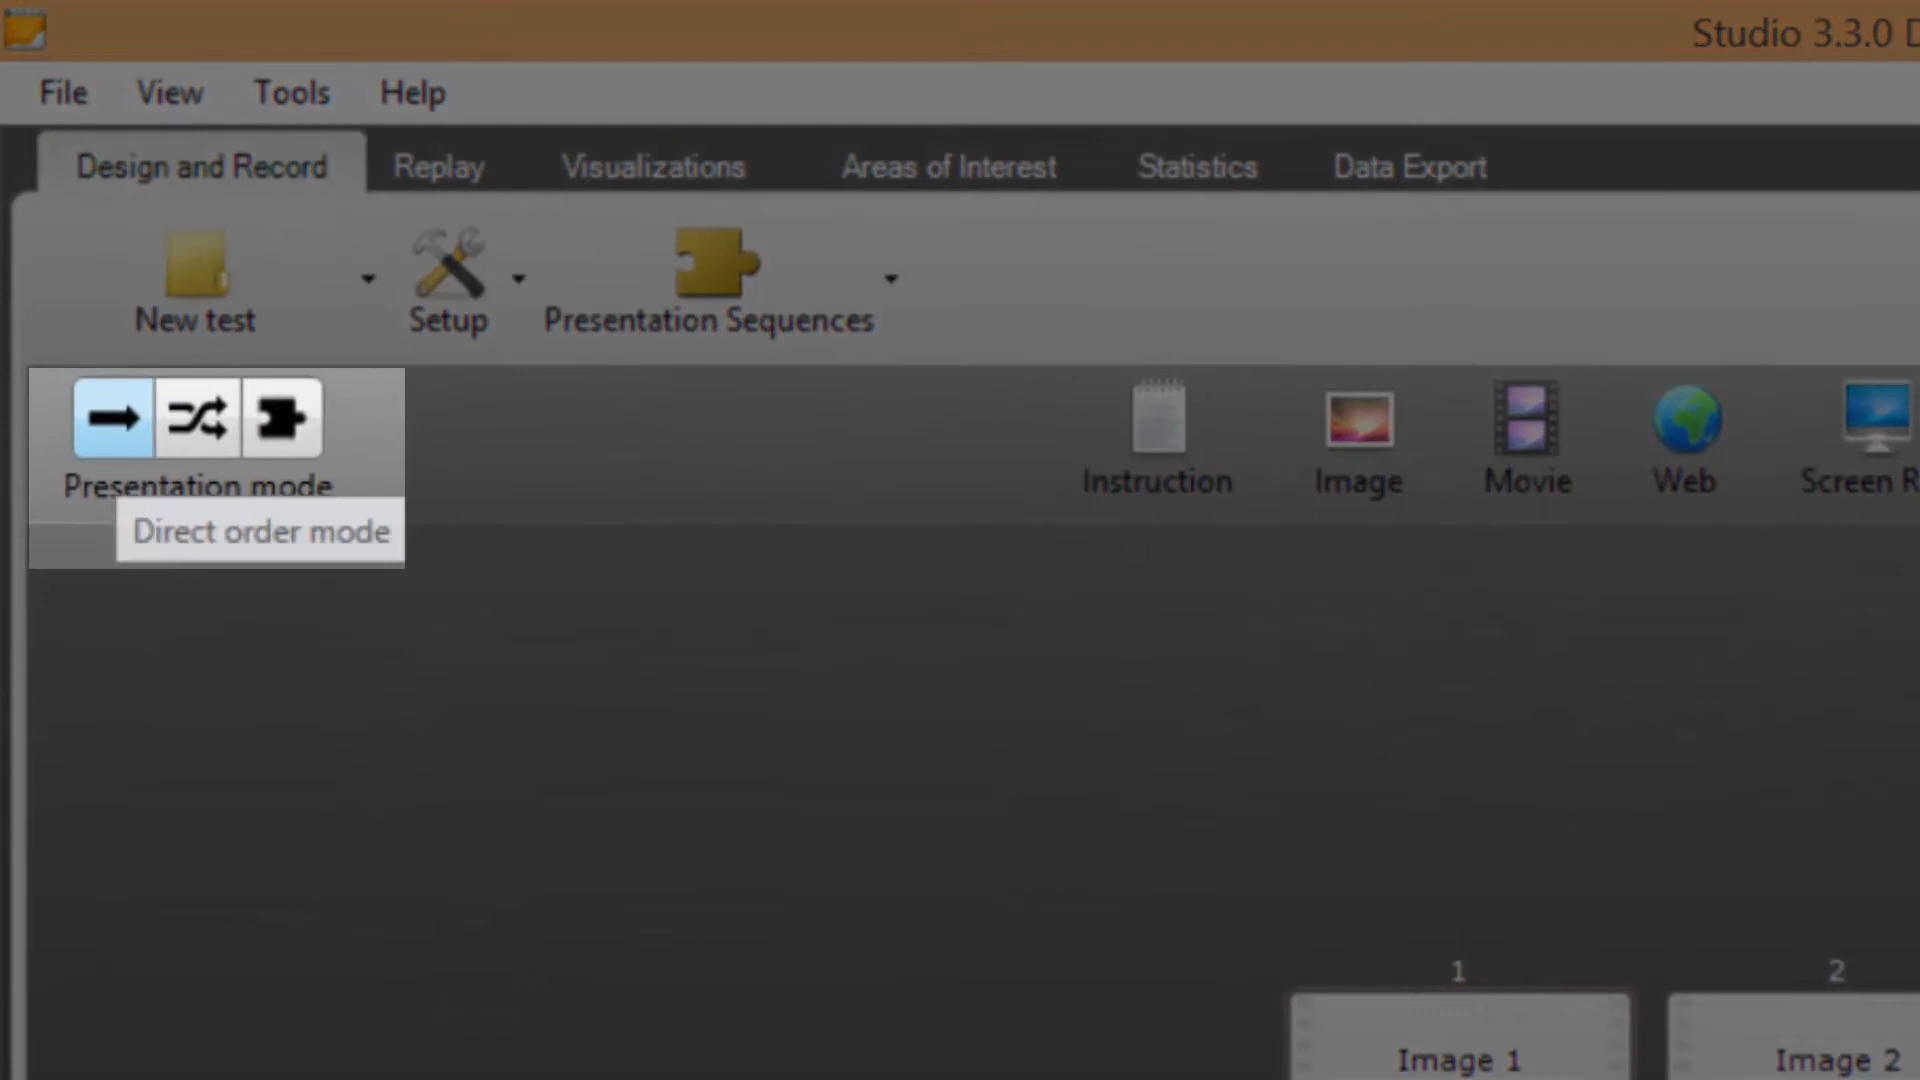 Studio 3.3.0
File View Tools Help
Design and Record Replay Visualizations Areas of Interest Statistics Data Export
New test Setup Presentation Sequences
Presentation mode Instruction Image Movie Web Screen
Direct order mode
1 2
Image 1 Image 2